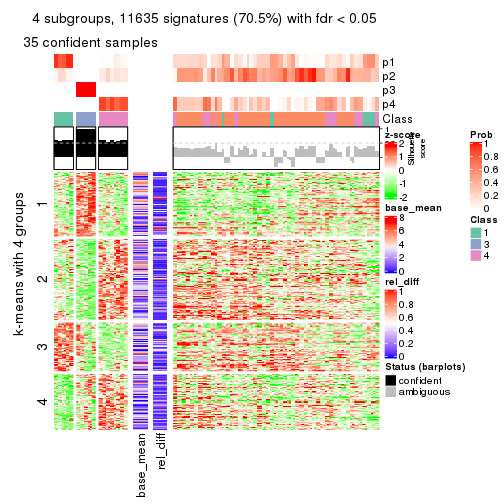 4 subgroups, 11635 signatures (70.5%) with fdr < 0.05
35 confident samples
p1
p2
p3
p4
Class
1
Silhouette
score
z-score
2
1
0
-1
-2
Prob
1
0.8
0.6
0.4
0.2
0
base_mean
8
6
4
2
0
Class
1
3
4
rel_diff
1
0.8
0.6
0.4
0.2
0
Status (barplots)
confident
ambiguous
k-means with 4 groups
1
2
3
4
base_mean
rel_diff